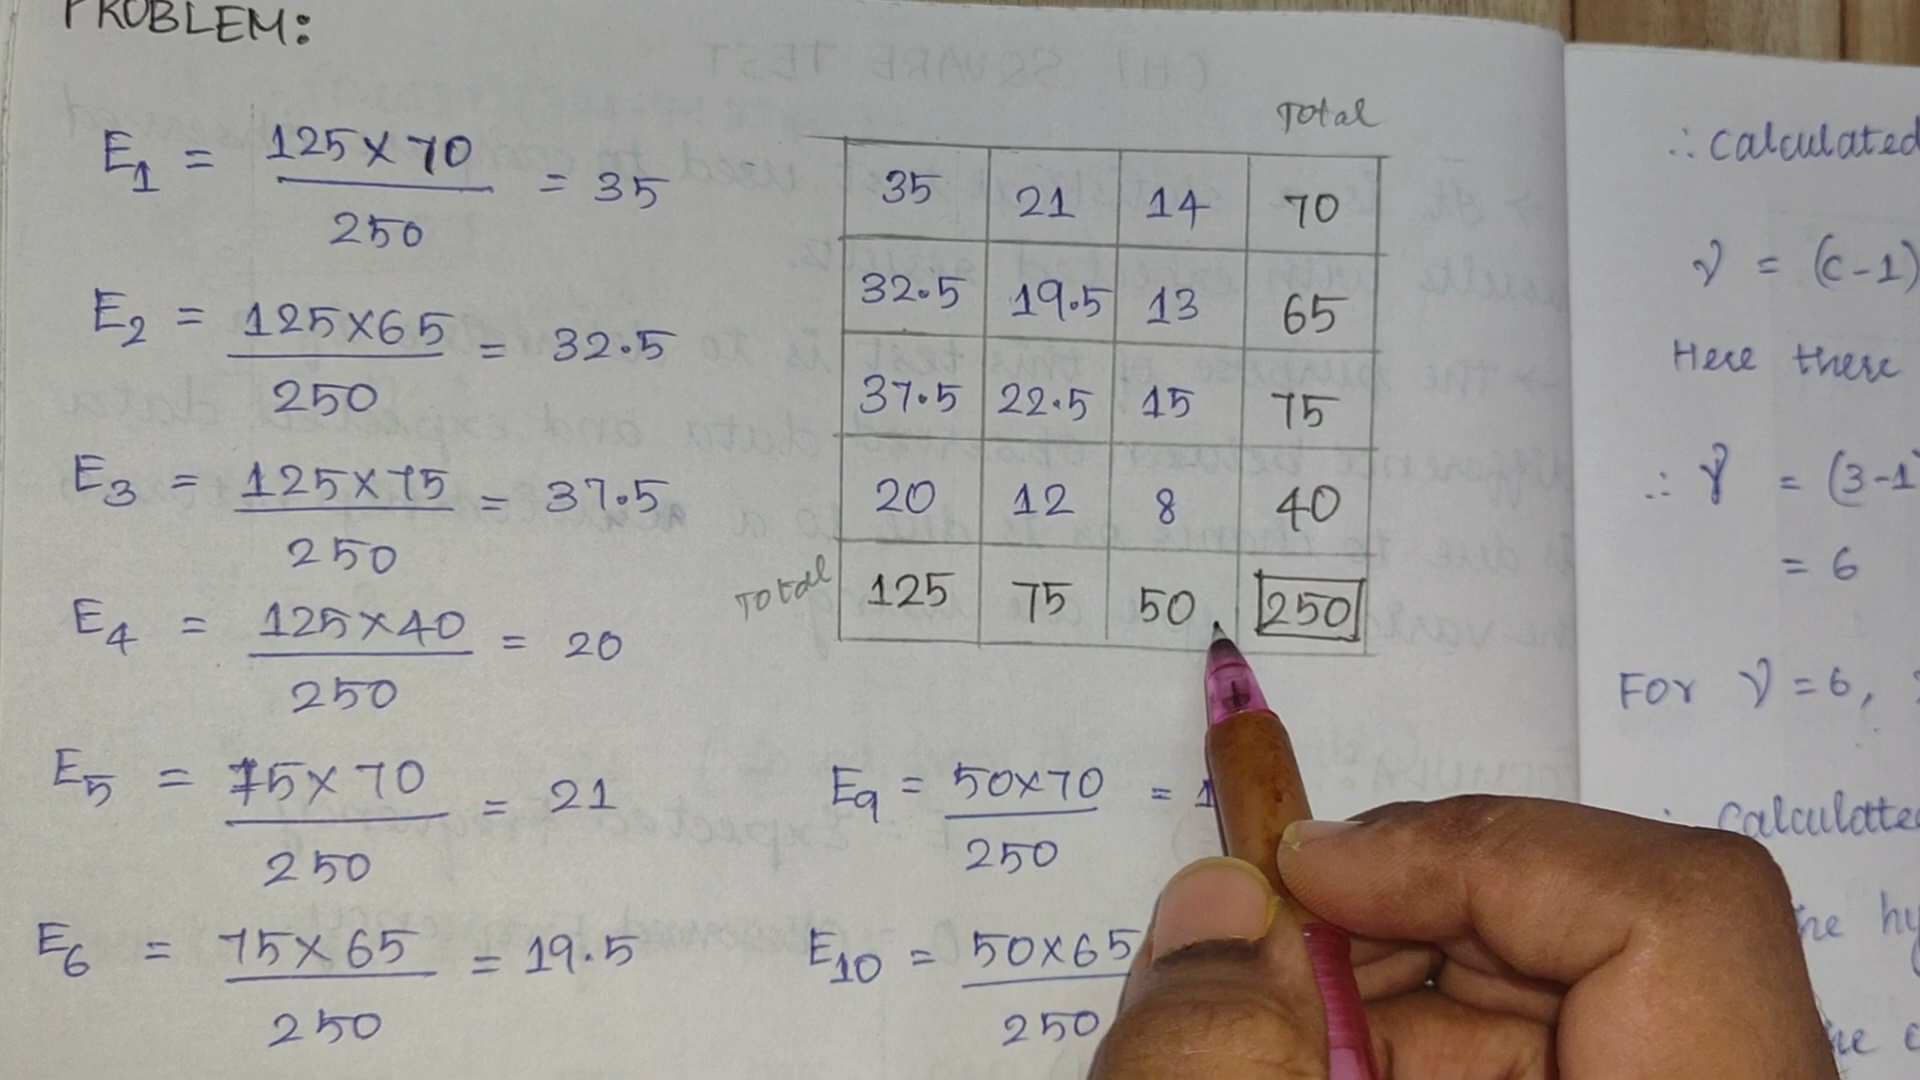 PROBLEM:
E1 = 125×70 / 250 = 35
E2 = 125×65 / 250 = 32.5
E3 = 125×75 / 250 = 37.5
E4 = 125×40 / 250 = 20
E5 = 75×70 / 250 = 21
E6 = 75×65 / 250 = 19.5
Total
35 21 14 70
32.5 19.5 13 65
37.5 22.5 15 75
20 12 8 40
Total 125 75 50 250
E9 = 50×70 / 250 = 1
E10 = 50×65 / 250
∴ calculated
ν = (c-1)
Here there
∴ γ = (3-1
= 6
For ν = 6,
calculated